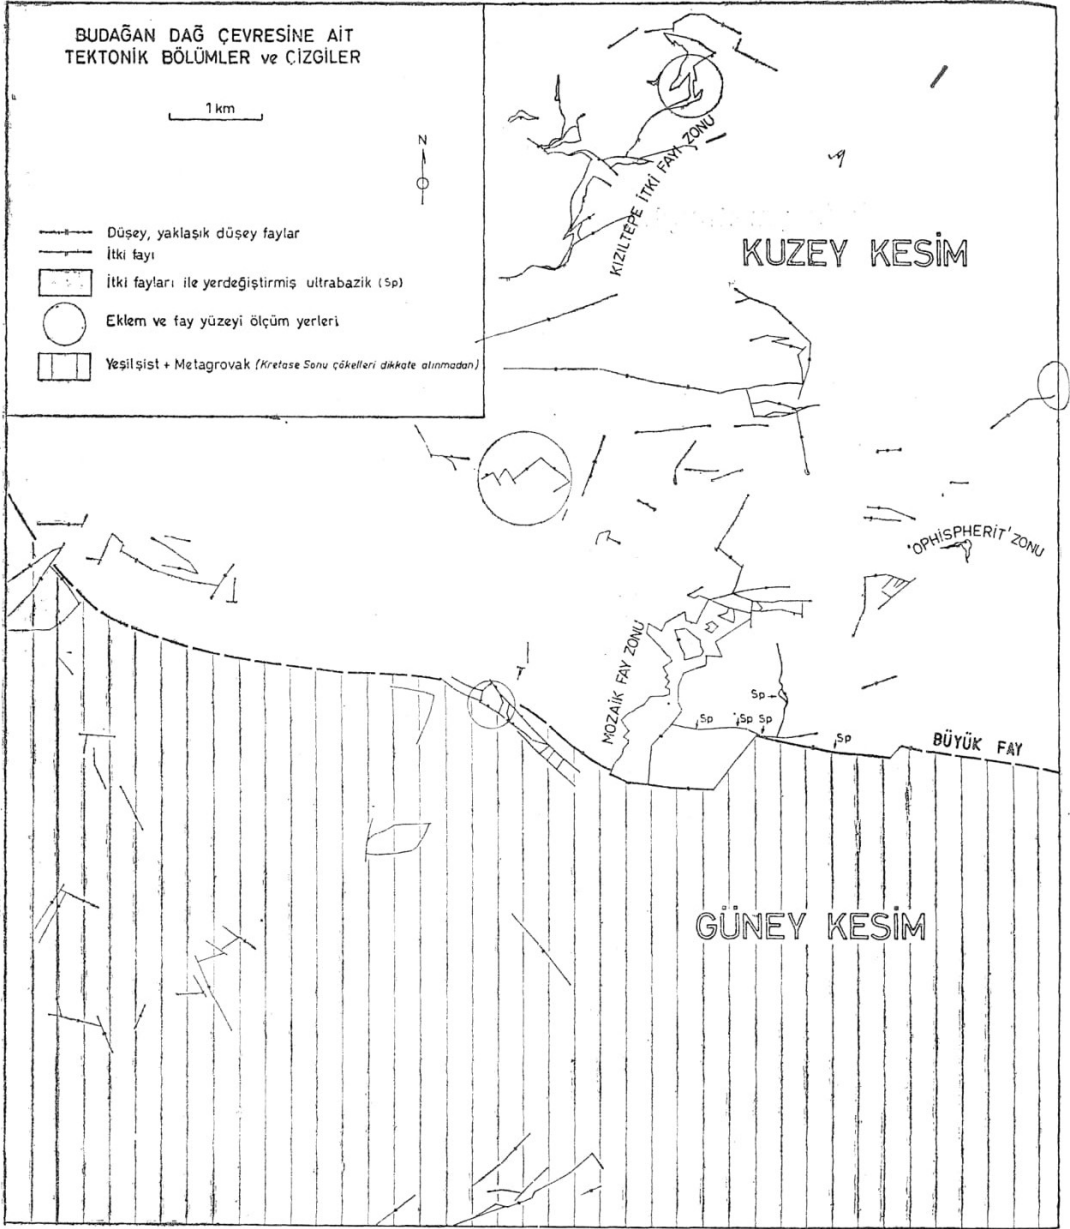 BUDAĞAN DAĞ ÇEVRESİNE AİT
TEKTONİK BÖLÜMLER ve ÇİZGİLER
1 km
N
Düşey, yaklaşık düşey faylar
İtki fayı
İtki fayları ile yerdeğiştirmiş ultrabazik (Sp)
Eklem ve fay yüzeyi ölçüm yerleri
Yeşilşist + Metagrovak (Kretase Sonu çökelleri dikkate alınmadan)
KIZILTEPE İTKİ FAYI ZONU
KUZEY KESİM
'OPHİSPHERİT' ZONU
MOZAİK FAY ZONU
Sp
Sp
Sp Sp
Sp
BÜYÜK FAY
GÜNEY KESİM